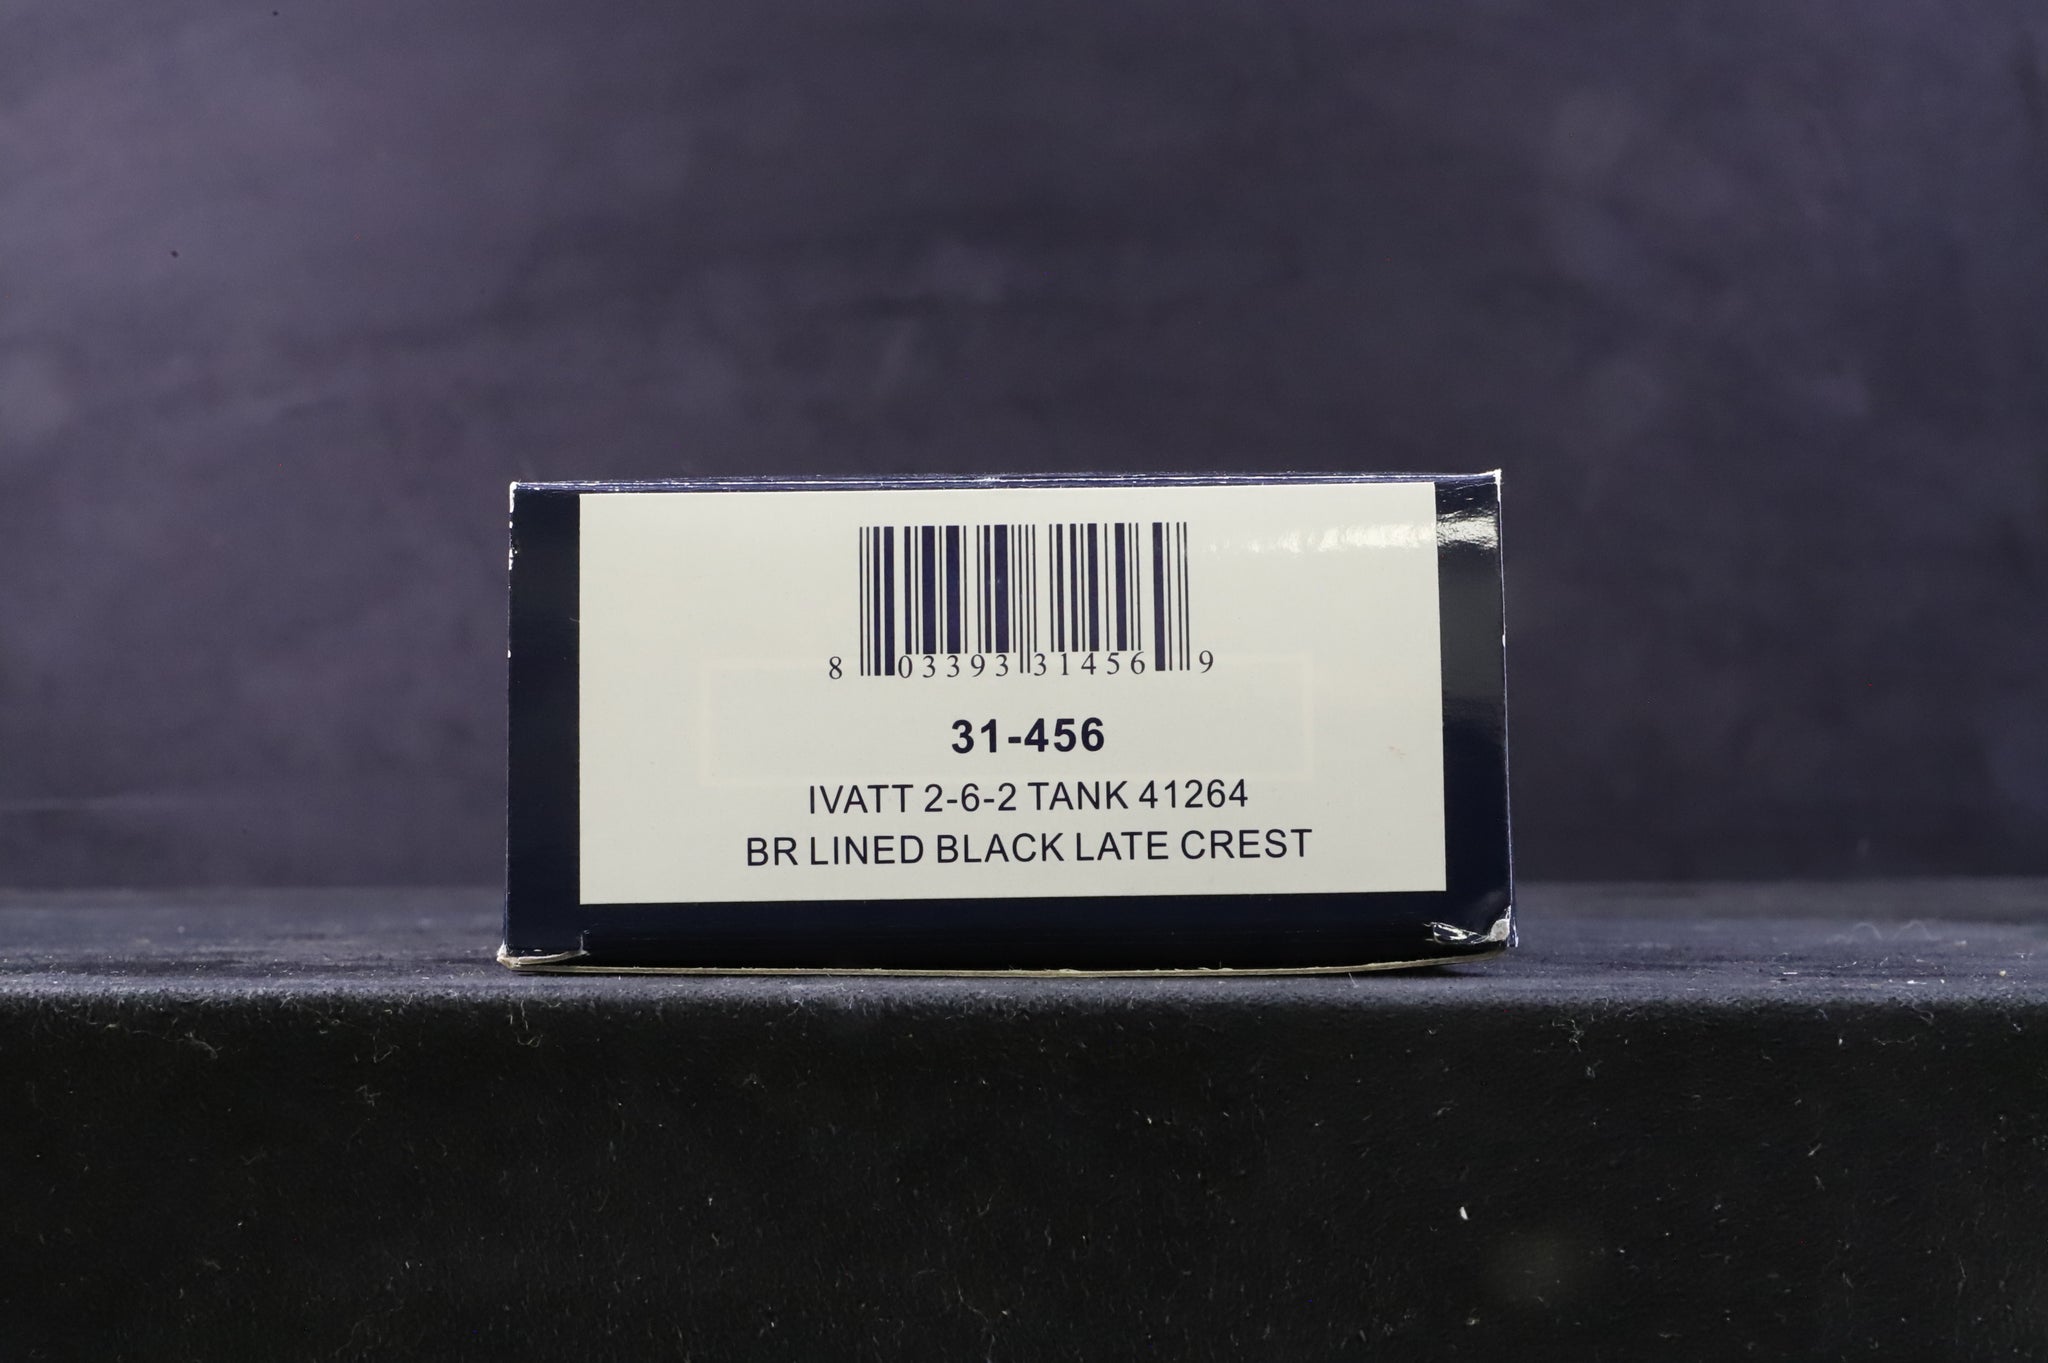 8 03393 31456 9
31-456
IVATT 2-6-2 TANK 41264
BR LINED BLACK LATE CREST